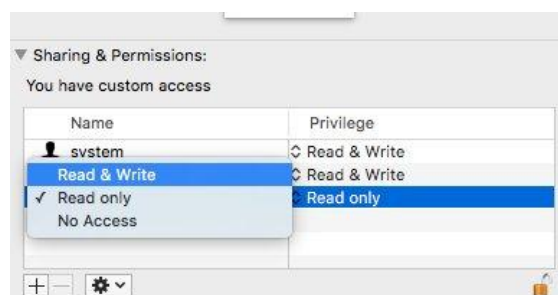 Sharing & Permissions:
You have custom access
Name Privilege
system Read & Write
Read & Write Read & Write
✓ Read only Read only
No Access